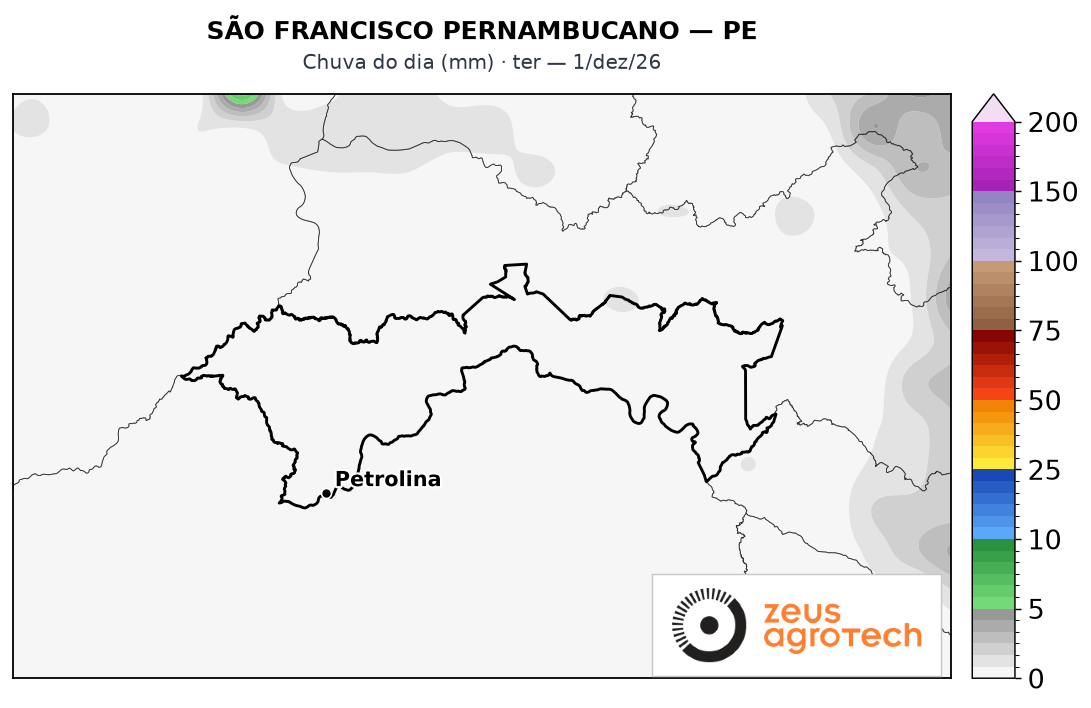 SÃO FRANCISCO PERNAMBUCANO — PE
Chuva do dia (mm) · ter — 1/dez/26
200
150
100
75
50
25
10
5
0
Petrolina
zeus
agrotech